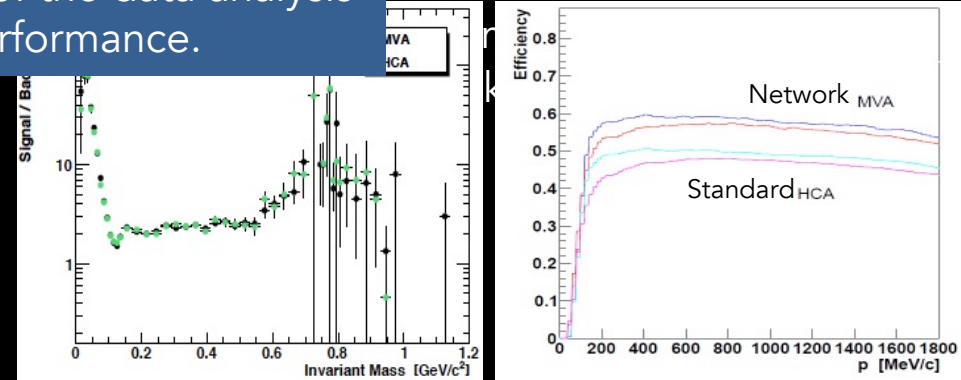 rformance.
MVA
HCA
Signal / Bac
10
1
0 0.2 0.4 0.6 0.8 1 1.2
Invariant Mass [GeV/c²]
Efficiency
0.8
0.7
0.6
0.5
0.4
0.3
0.2
0.1
0
Network MVA
Standard HCA
0 200 400 600 800 1000 1200 1400 1600 1800
p [MeV/c]